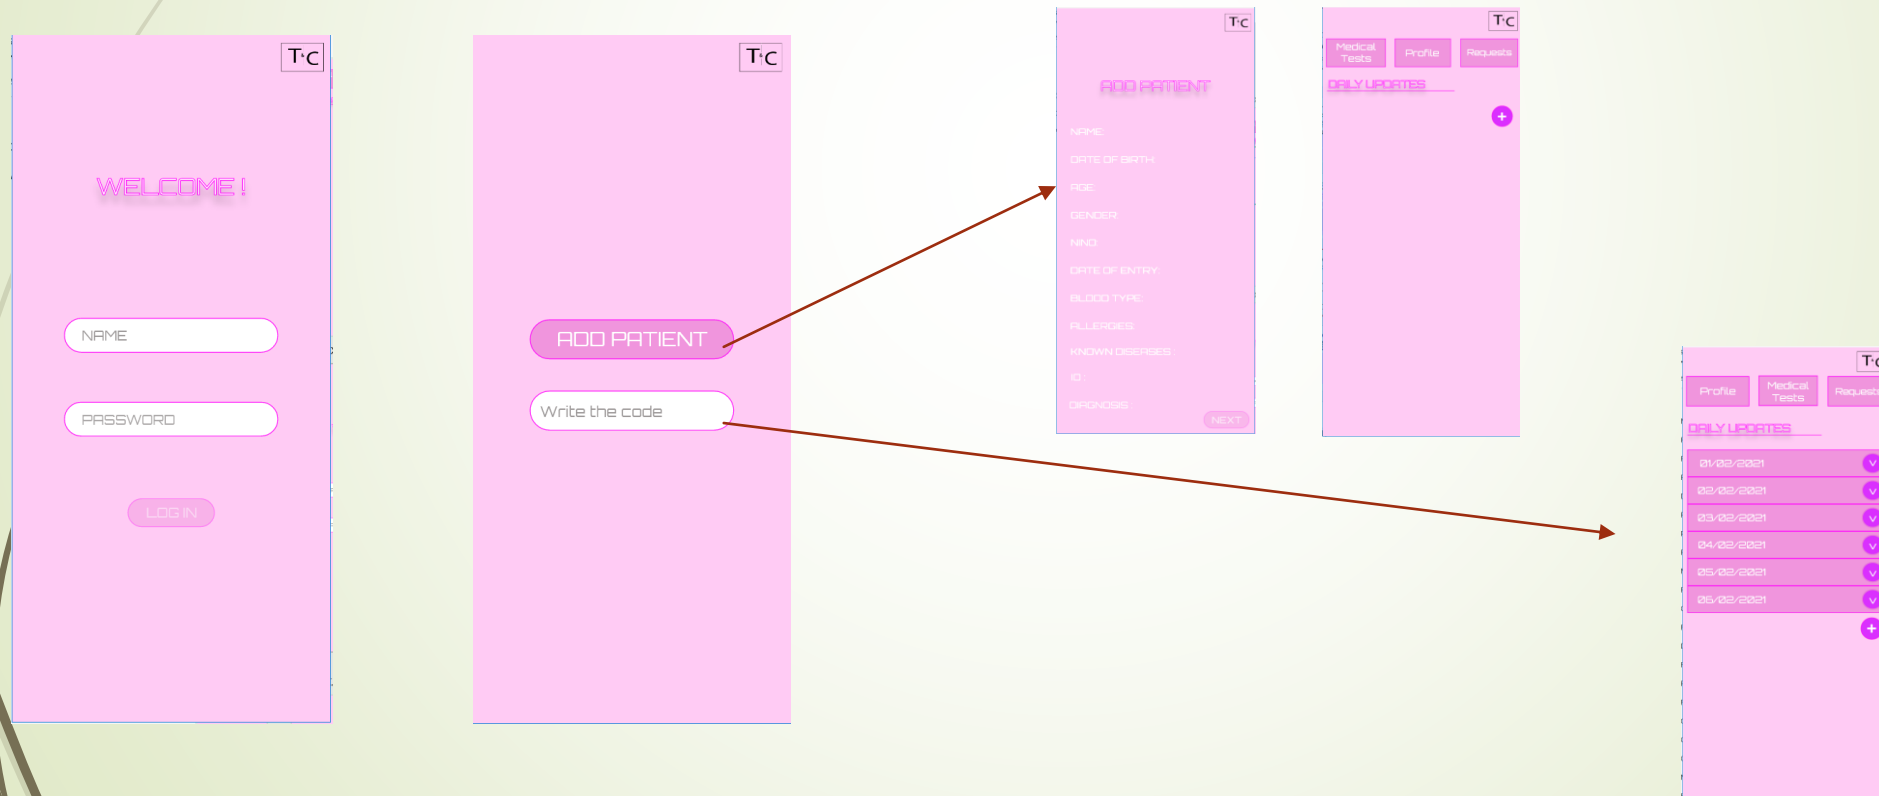 T&C
WELCOME !
NAME
PASSWORD
LOG IN
T&C
ADD PATIENT
Write the code
T&C
ADD PATIENT
NAME:
DATE OF BIRTH:
AGE:
GENDER:
NINO:
DATE OF ENTRY:
BLOOD TYPE:
ALLERGIES:
KNOWN DISEASES :
ID :
DIAGNOSIS:
NEXT
T&C
Medical
Tests
Profile
Requests
DAILY UPDATES
T&C
Profile
Medical
Tests
Requests
DAILY UPDATES
01/02/2021
02/02/2021
03/02/2021
04/02/2021
05/02/2021
06/02/2021